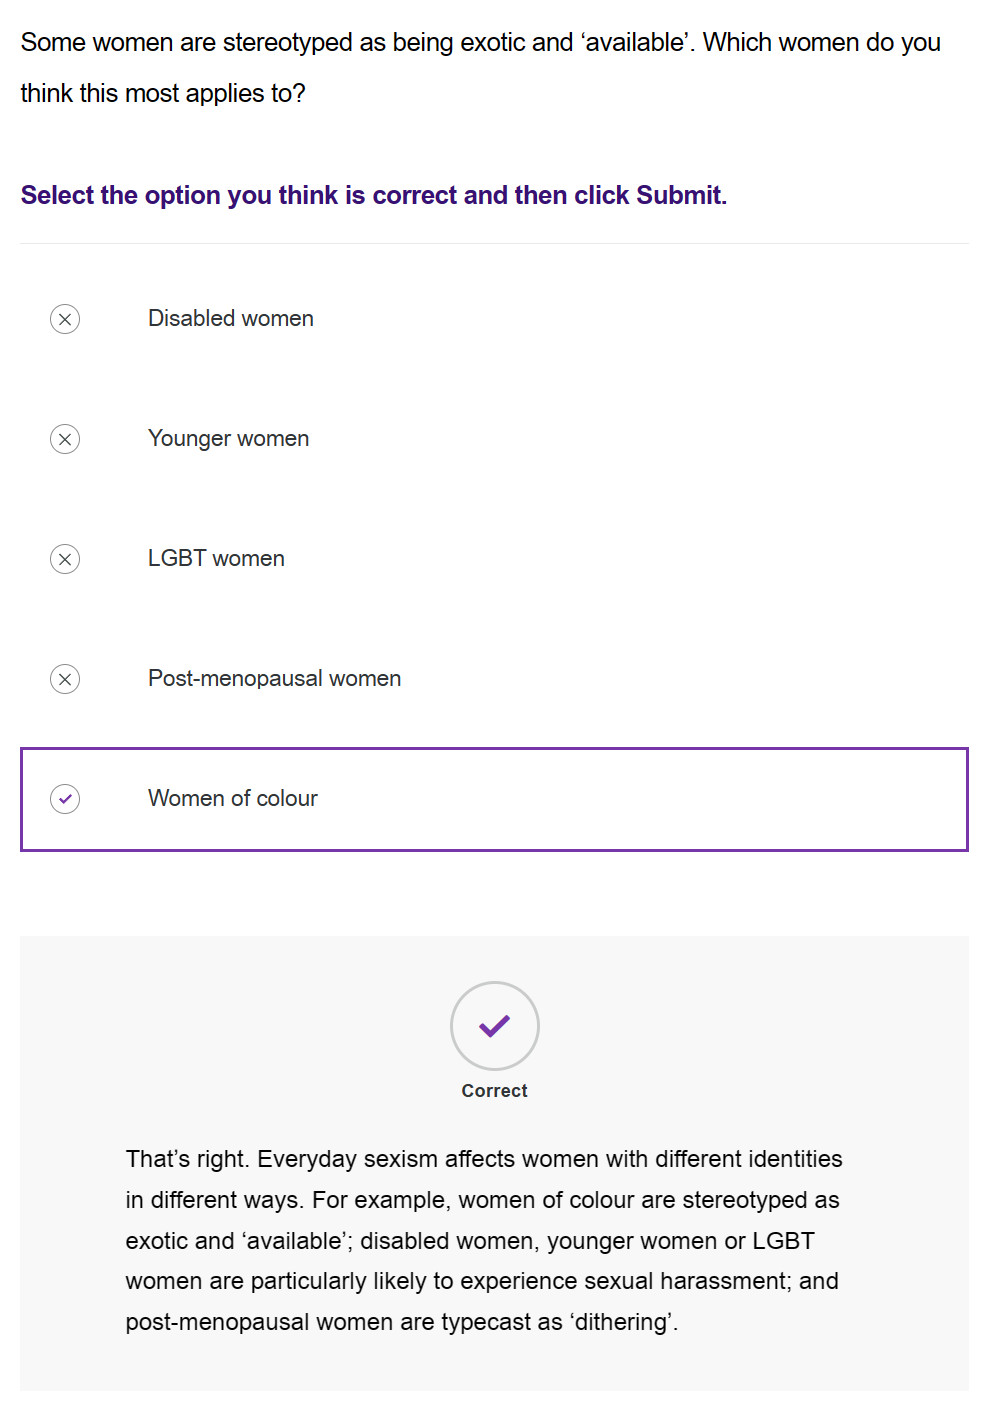 Some women are stereotyped as being exotic and ‘available’. Which women do you
think this most applies to?
Select the option you think is correct and then click Submit.
Disabled women
Younger women
LGBT women
Post-menopausal women
Women of colour
Correct
That’s right. Everyday sexism affects women with different identities
in different ways. For example, women of colour are stereotyped as
exotic and ‘available’; disabled women, younger women or LGBT
women are particularly likely to experience sexual harassment; and
post-menopausal women are typecast as ‘dithering’.